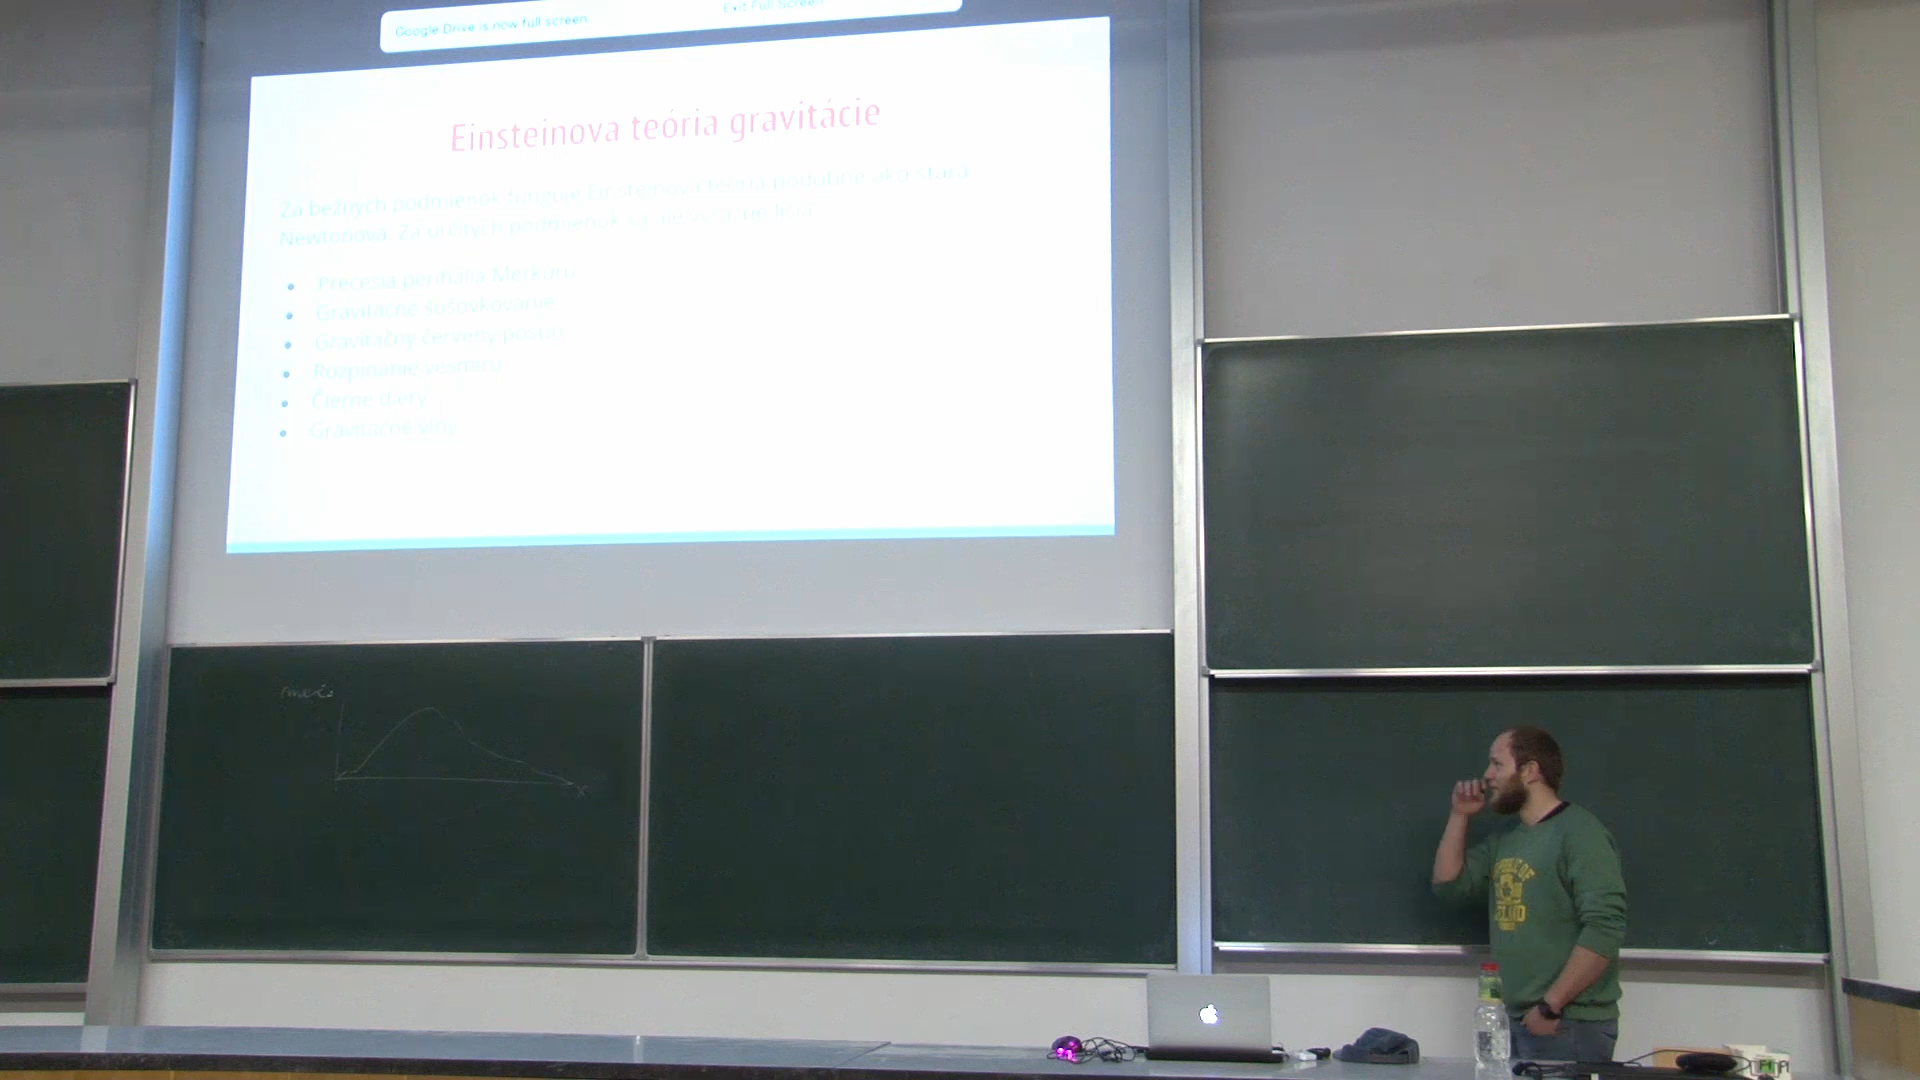 Google Drive is now full screen.
Exit Full Screen
Einsteinova teória gravitácie
Za bežných podmienok funguje Einsteinova teória podobne ako stará
Newtonova. Za určitých podmienok sa
• Precesia perihélia Merkúru
• Gravitačné šošovkovanie
• Gravitačný červený posun
• Rozpínanie vesmíru
• Čierne diery
• Gravitačné vlny
x